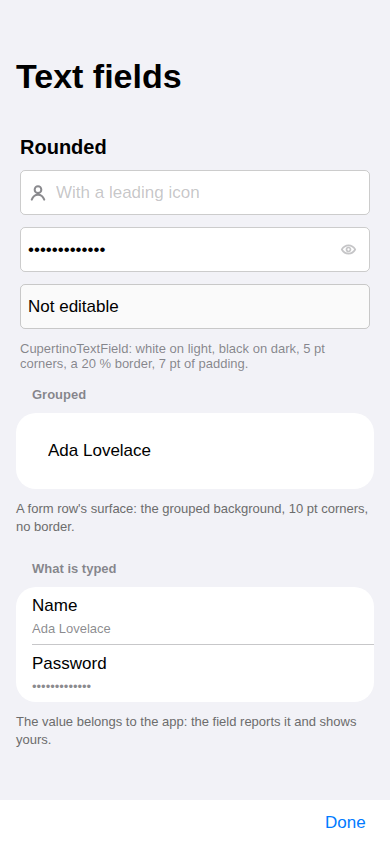 Text fields
Rounded
With a leading icon
•••••••••••••
Not editable
CupertinoTextField: white on light, black on dark, 5 pt
corners, a 20 % border, 7 pt of padding.
Grouped
Ada Lovelace
A form row's surface: the grouped background, 10 pt corners,
no border.
What is typed
Name
Ada Lovelace
Password
•••••••••••••
The value belongs to the app: the field reports it and shows
yours.
Done